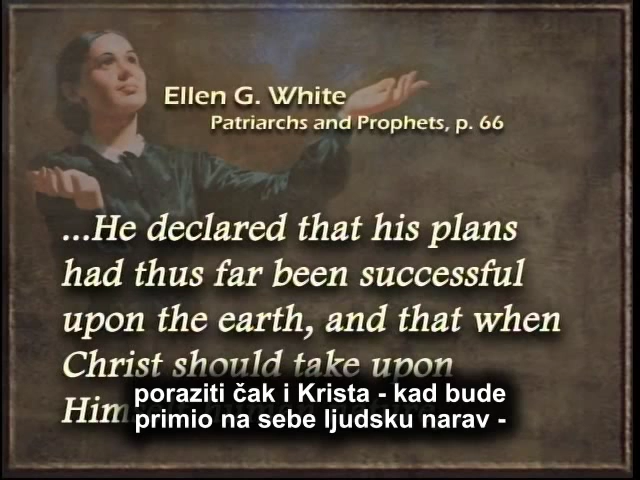 Ellen G. White
Patriarchs and Prophets, p. 66
...He declared that his plans
had thus far been successful
upon the earth, and that when
Christ should take upon
poraziti čak i Krista - kad bude
primio na sebe ljudsku narav -